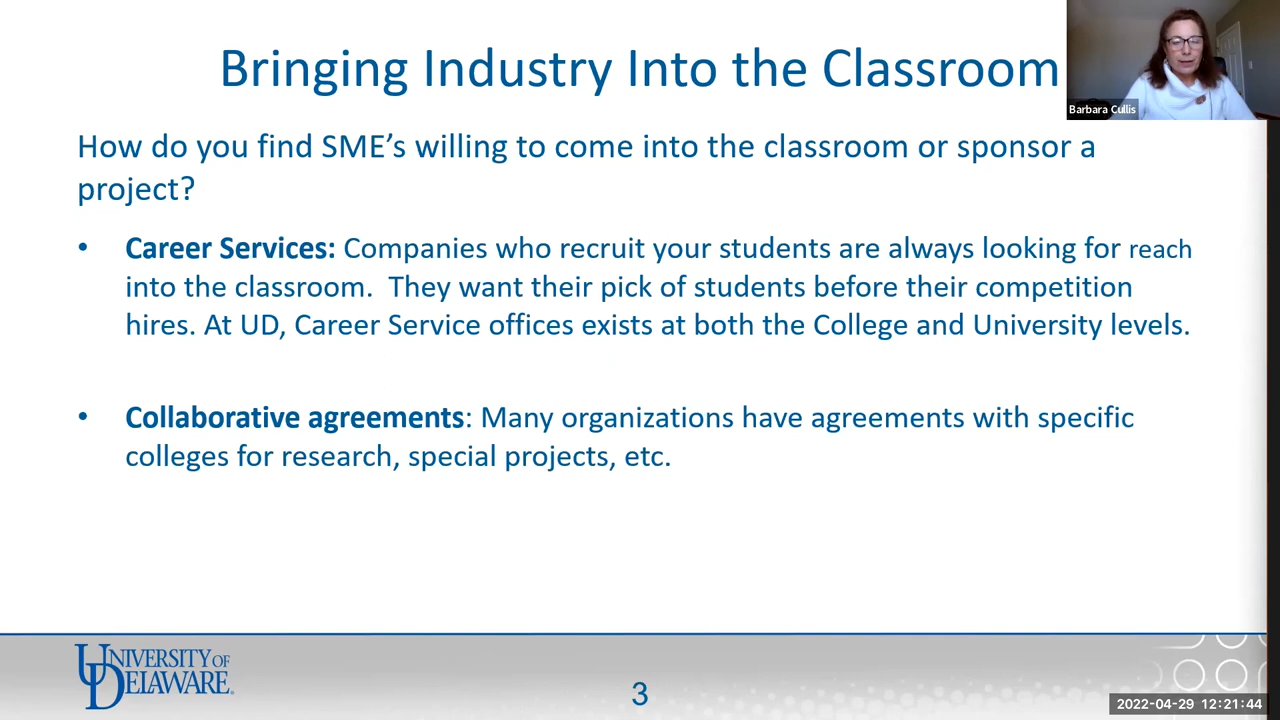 Bringing Industry Into the Classroom
Barbara Cullis
How do you find SME’s willing to come into the classroom or sponsor a
project?
• Career Services: Companies who recruit your students are always looking for reach
into the classroom.  They want their pick of students before their competition
hires. At UD, Career Service offices exists at both the College and University levels.
• Collaborative agreements: Many organizations have agreements with specific
colleges for research, special projects, etc.
UNIVERSITY OF
DELAWARE
3
2022-04-29 12:21:44